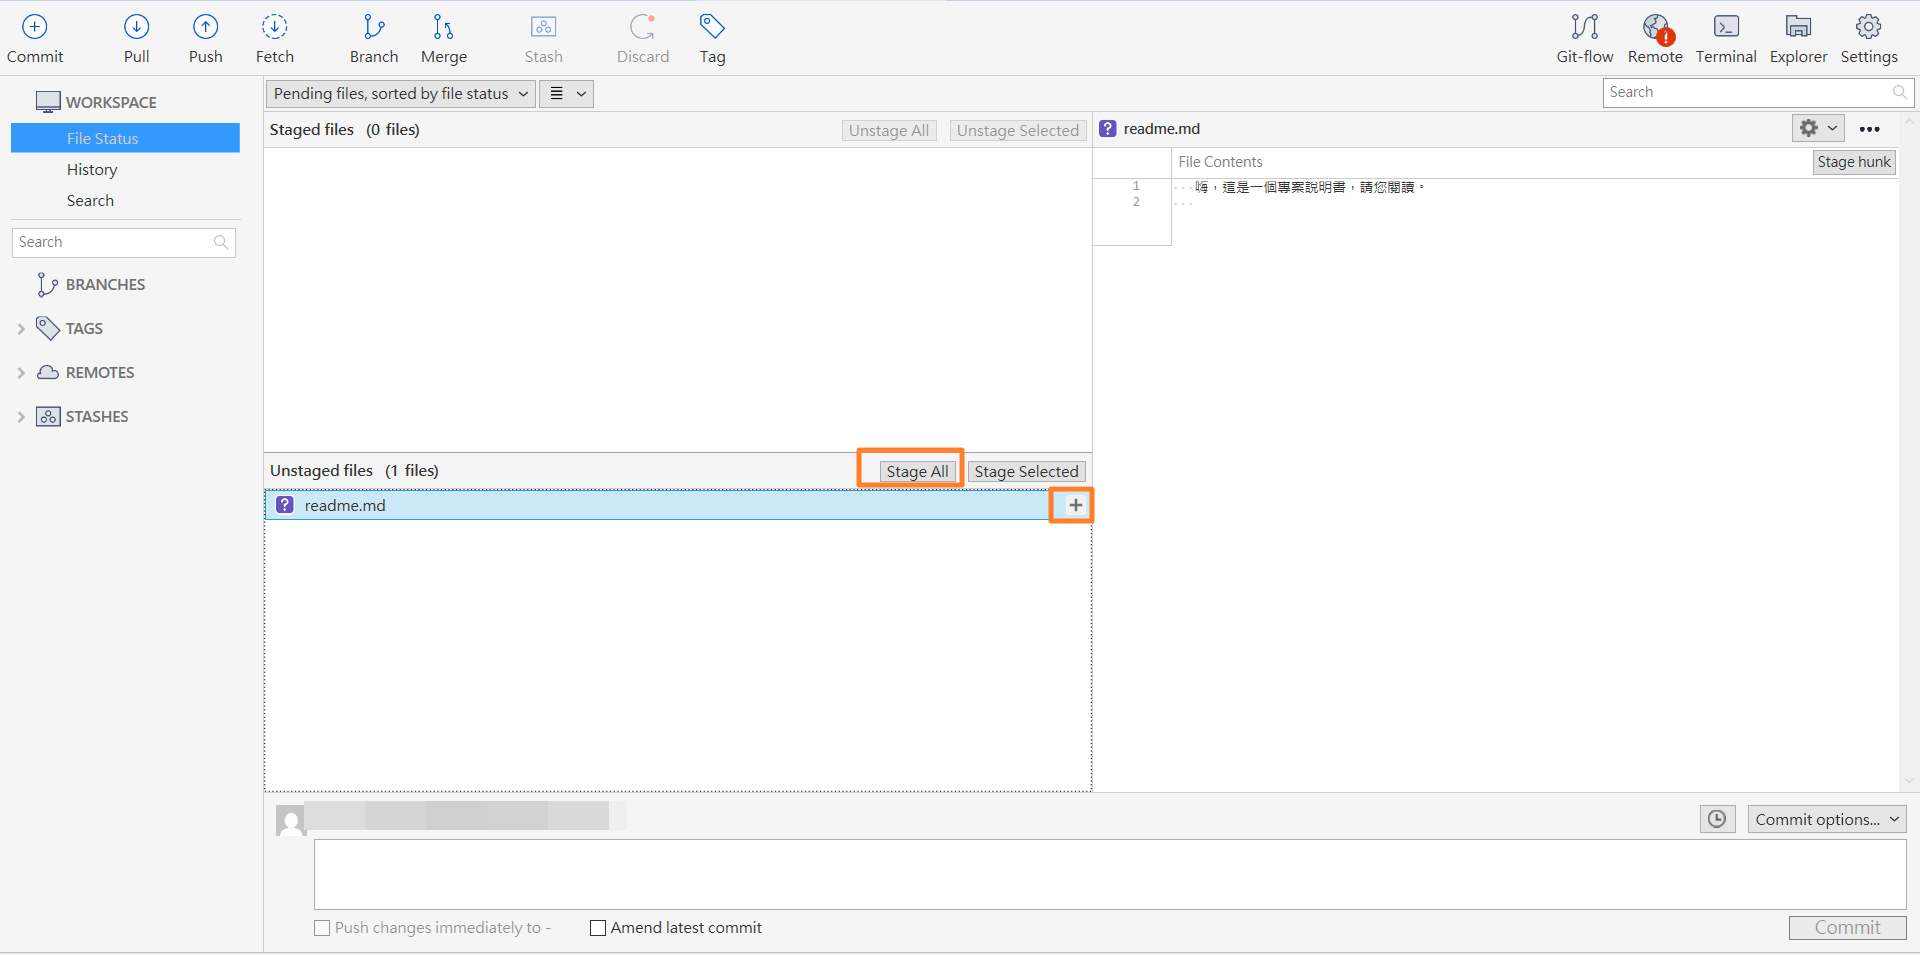 Commit Pull Push Fetch Branch Merge Stash Discard Tag Git-flow Remote Terminal Explorer Settings
WORKSPACE
File Status
History
Search
Search
BRANCHES
TAGS
REMOTES
STASHES
Pending files, sorted by file status
Search
Staged files (0 files) Unstage All Unstage Selected
Unstaged files (1 files) Stage All Stage Selected
readme.md
readme.md
File Contents Stage hunk
1 嗨，這是一個專案說明書，請您閱讀。
2
Commit options...
Push changes immediately to -
Amend latest commit
Commit